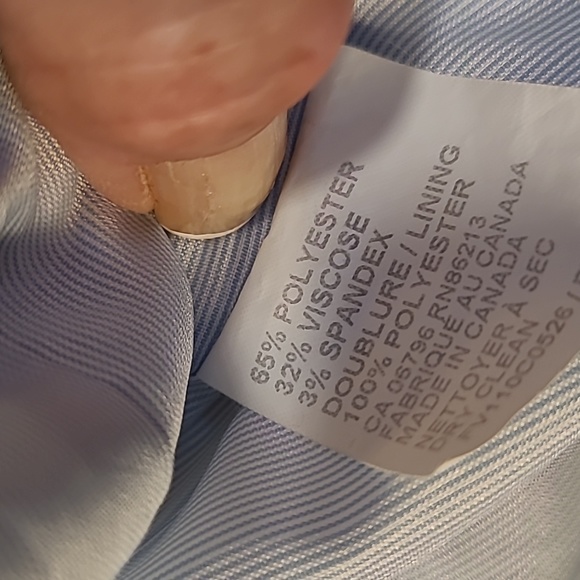 65% POLYESTER
32% VISCOSE
3% SPANDEX
DOUBLURE / LINING
100% POLYESTER
CA 06796 RN86213
FABRIQUÉ AU CANADA
MADE IN CANADA
NETTOYER À SEC
DRY CLEAN